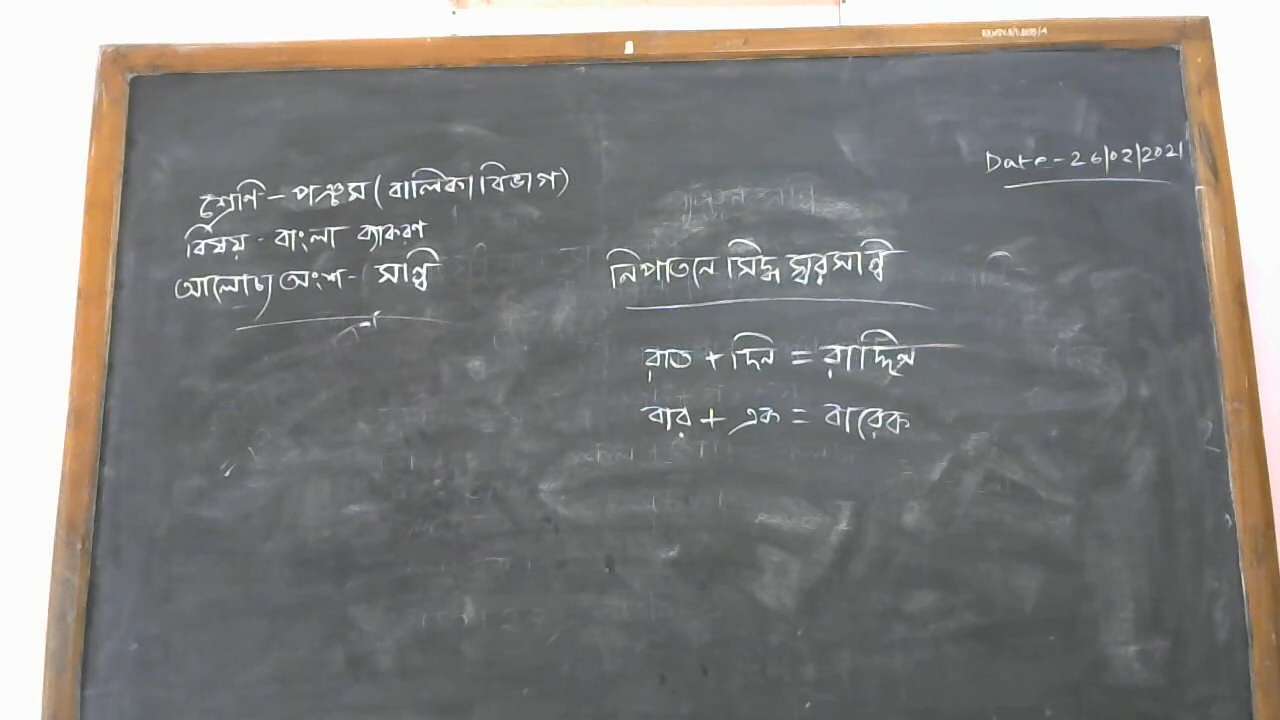 Date - 26/02/2021
শ্রেণি - পঞ্চম (বালিকা বিভাগ)
বিষয় - বাংলা ব্যাকরণ
আলোচ্য অংশ - সন্ধি
নিপাতনে সিদ্ধ স্বরসন্ধি
রাত + দিন = রাদ্দিন
বার + এক = বারেক